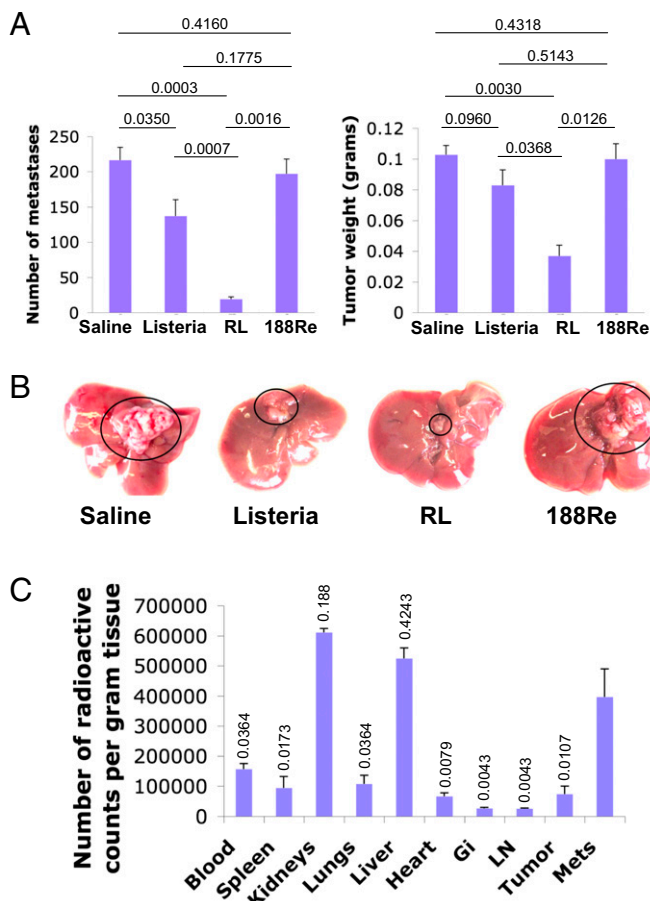 A
0.4160
0.1775
0.0003
0.0350
0.0016
0.0007
Number of metastases
250
200
150
100
50
0
Saline Listeria RL 188Re
0.4318
0.5143
0.0030
0.0960
0.0126
0.0368
Tumor weight (grams)
0.12
0.1
0.08
0.06
0.04
0.02
0
Saline Listeria RL 188Re
B
Saline Listeria RL 188Re
C
Number of radioactive
counts per gram tissue
700000
600000
500000
400000
300000
200000
100000
0
0.0364
0.0173
0.188
0.0364
0.4243
0.0079
0.0043
0.0043
0.0107
Blood
Spleen
Kidneys
Lungs
Liver
Heart
Gi
LN
Tumor
Mets